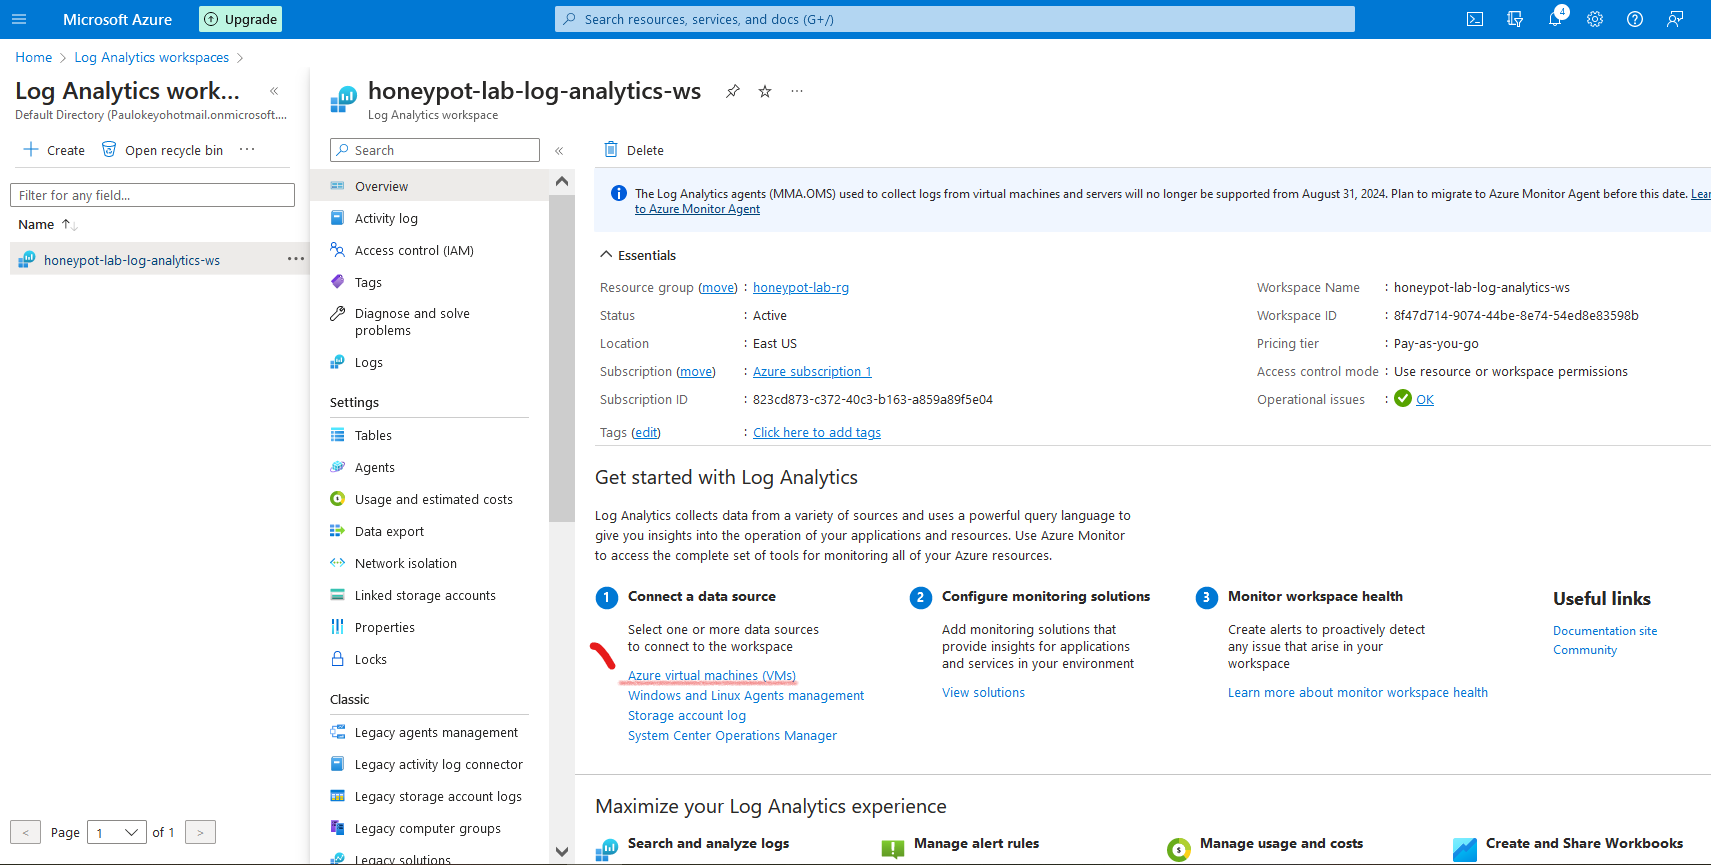 Microsoft Azure
Upgrade
Search resources, services, and docs (G+/)
4
Home > Log Analytics workspaces >
Log Analytics work...
Default Directory (Paulokeyohotmail.onmicrosoft....
Create
Open recycle bin
Filter for any field...
Name
honeypot-lab-log-analytics-ws
< Page 1 of 1 >
honeypot-lab-log-analytics-ws
Log Analytics workspace
Search
Overview
Activity log
Access control (IAM)
Tags
Diagnose and solve
problems
Logs
Settings
Tables
Agents
Usage and estimated costs
Data export
Network isolation
Linked storage accounts
Properties
Locks
Classic
Legacy agents management
Legacy activity log connector
Legacy storage account logs
Legacy computer groups
Legacy solutions
Delete
The Log Analytics agents (MMA.OMS) used to collect logs from virtual machines and servers will no longer be supported from August 31, 2024. Plan to migrate to Azure Monitor Agent before this date. Lear
to Azure Monitor Agent
Essentials
Resource group (move) : honeypot-lab-rg
Status : Active
Location : East US
Subscription (move) : Azure subscription 1
Subscription ID : 823cd873-c372-40c3-b163-a859a89f5e04
Tags (edit) : Click here to add tags
Workspace Name : honeypot-lab-log-analytics-ws
Workspace ID : 8f47d714-9074-44be-8e74-54ed8e83598b
Pricing tier : Pay-as-you-go
Access control mode : Use resource or workspace permissions
Operational issues : OK
Get started with Log Analytics
Log Analytics collects data from a variety of sources and uses a powerful query language to
give you insights into the operation of your applications and resources. Use Azure Monitor
to access the complete set of tools for monitoring all of your Azure resources.
1 Connect a data source
Select one or more data sources
to connect to the workspace
Azure virtual machines (VMs)
Windows and Linux Agents management
Storage account log
System Center Operations Manager
2 Configure monitoring solutions
Add monitoring solutions that
provide insights for applications
and services in your environment
View solutions
3 Monitor workspace health
Create alerts to proactively detect
any issue that arise in your
workspace
Learn more about monitor workspace health
Useful links
Documentation site
Community
Maximize your Log Analytics experience
Search and analyze logs
Manage alert rules
Manage usage and costs
Create and Share Workbooks